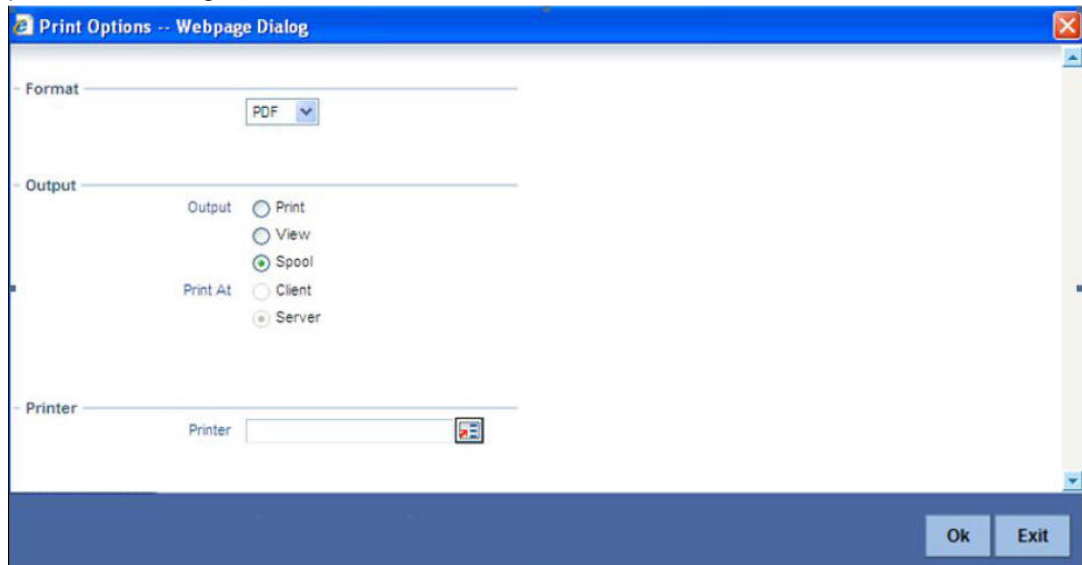 Print Options -- Webpage Dialog
Format
PDF
Output
Output Print
View
Spool
Print At Client
Server
Printer
Printer
Ok Exit